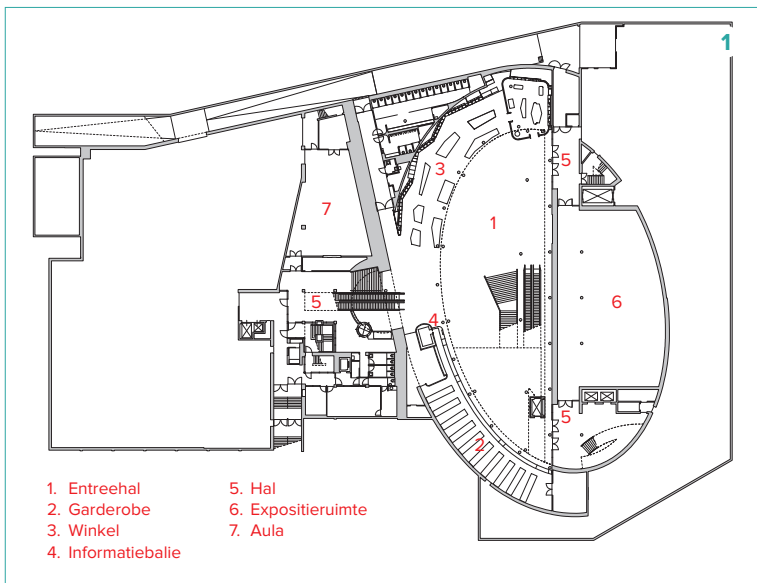 1
5
3
7
1
6
5
4
5
2
1. Entreehal
2. Garderobe
3. Winkel
4. Informatiebalie
5. Hal
6. Expositieruimte
7. Aula